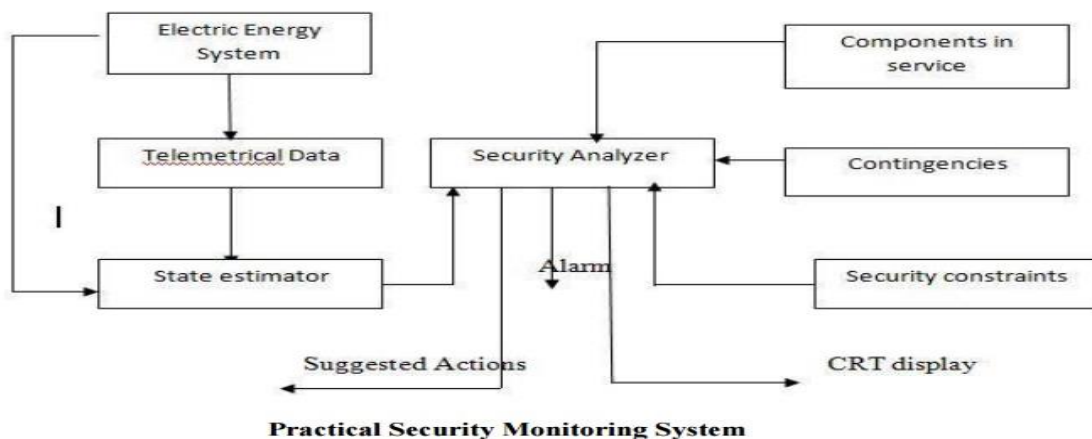 Electric Energy
System
Components in
service
Telemetrical Data
Security Analyzer
Contingencies
State estimator
Alarm
Security constraints
Suggested Actions
CRT display
Practical Security Monitoring System